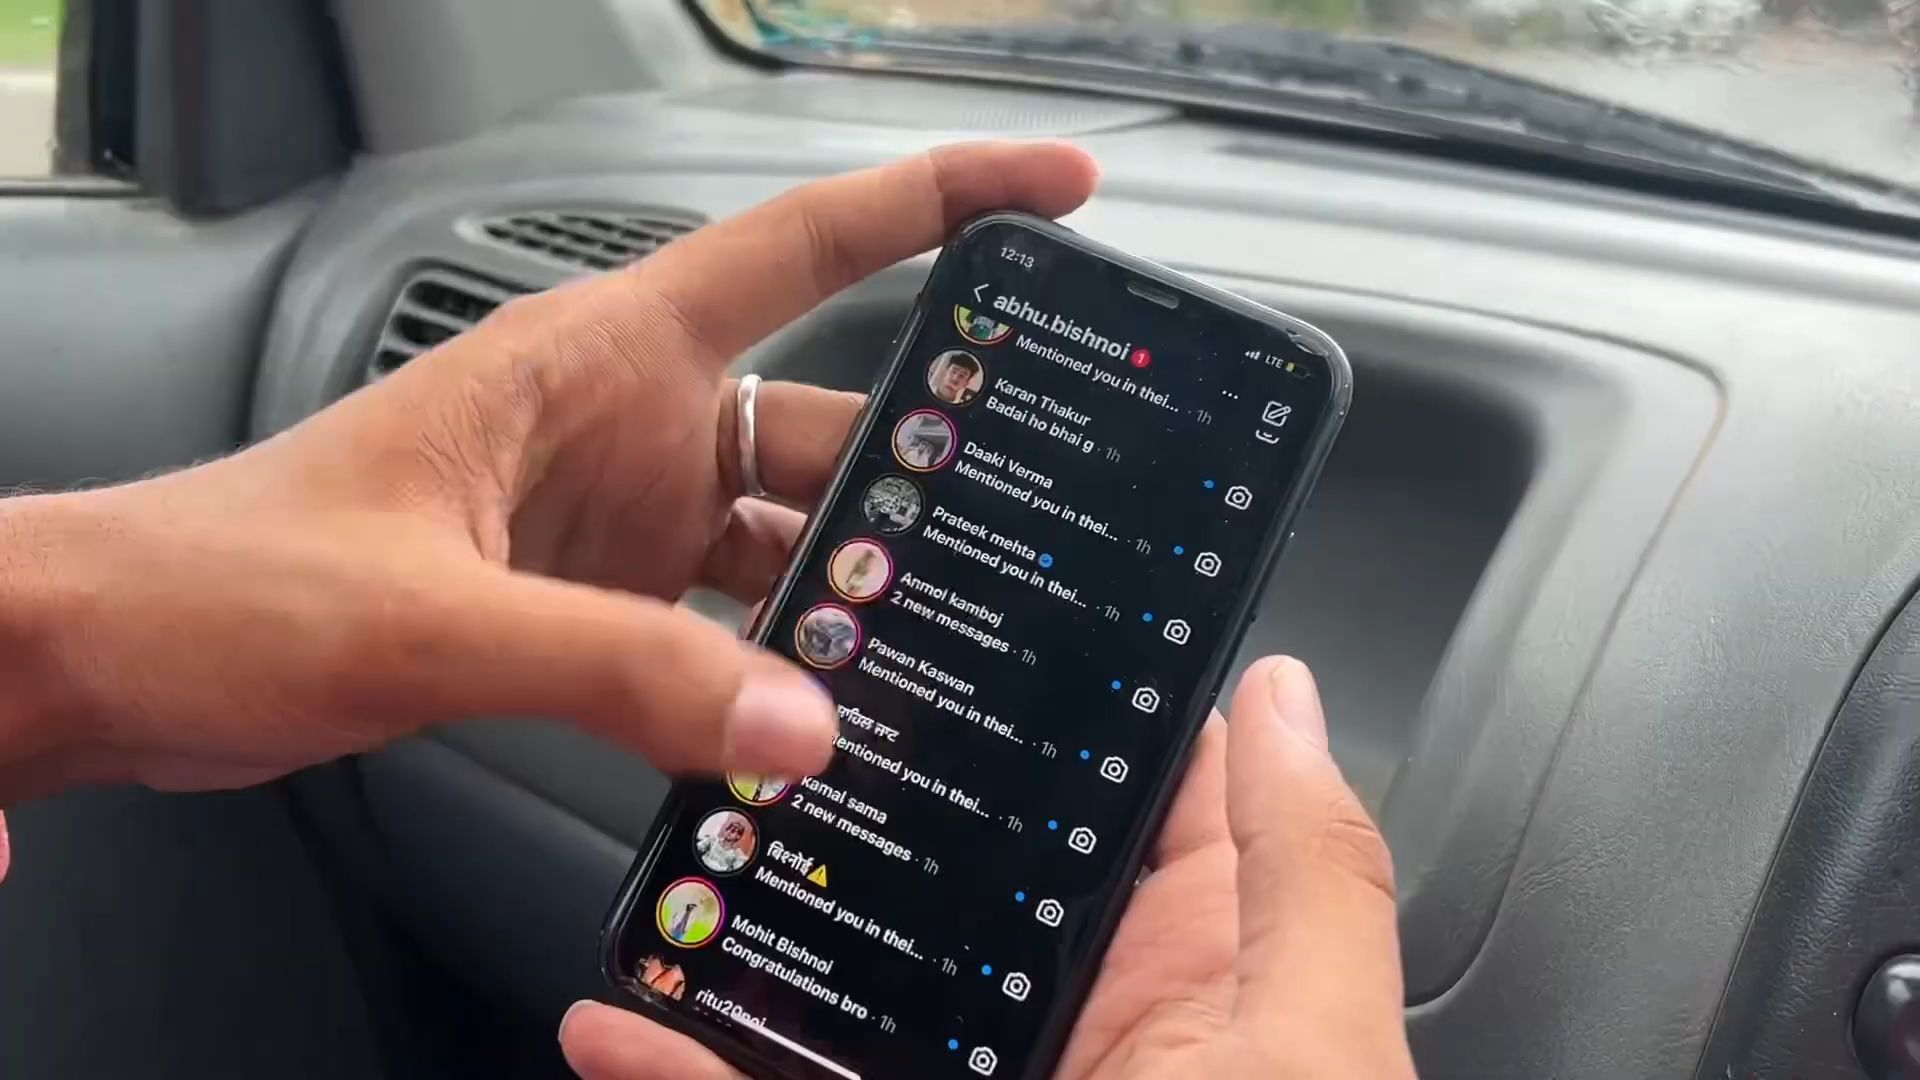 12:13
LTE
abhu.bishnoi 1
Mentioned you in thei... · 1h
Karan Thakur
Badai ho bhai g · 1h
Daaki Verma
Mentioned you in thei... · 1h
Prateek mehta
Mentioned you in thei... · 1h
Anmol kamboj
2 new messages · 1h
Pawan Kaswan
Mentioned you in thei... · 1h
ਸਾਹਿਲ ਜਾਟ
Mentioned you in thei... · 1h
kamal sama
2 new messages · 1h
बिश्नोई⚠️
Mentioned you in thei... · 1h
Mohit Bishnoi
Congratulations bro · 1h